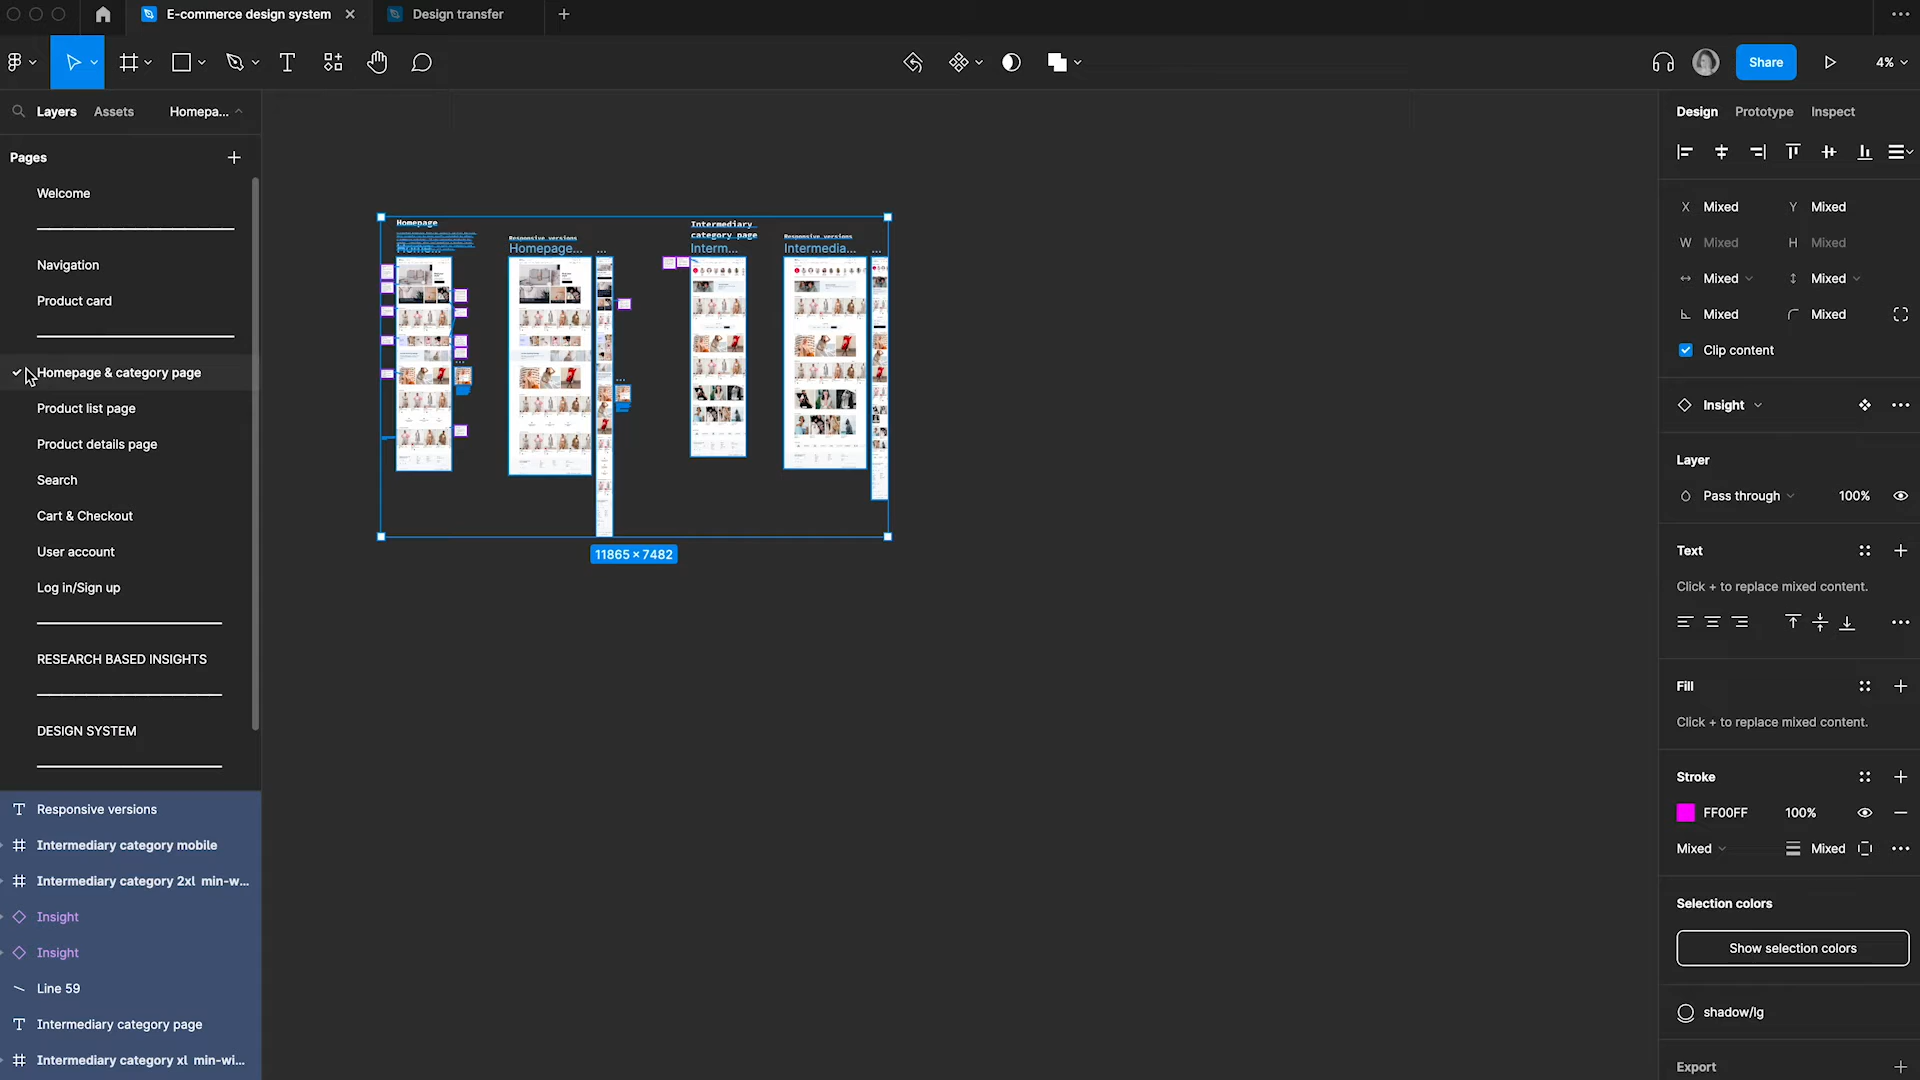 E-commerce design system
Design transfer
Share
4%
Layers
Assets
Homepa...
Pages
Welcome
Navigation
Product card
Homepage & category page
Product list page
Product details page
Search
Cart & Checkout
User account
Log in/Sign up
RESEARCH BASED INSIGHTS
DESIGN SYSTEM
Responsive versions
Intermediary category mobile
Intermediary category 2xl min-w...
Insight
Insight
Line 59
Intermediary category page
Intermediary category xl min-wi...
Homepage
Home...
Responsive versions
Homepage...
...
Intermediary
category page
Interm...
Responsive versions
Intermedia...
...
11865 × 7482
Design
Prototype
Inspect
X Mixed
Y Mixed
W Mixed
H Mixed
Mixed
Mixed
Mixed
Mixed
Clip content
Insight
Layer
Pass through
100%
Text
Click + to replace mixed content.
Fill
Click + to replace mixed content.
Stroke
FF00FF
100%
Mixed
Mixed
Selection colors
Show selection colors
shadow/lg
Export